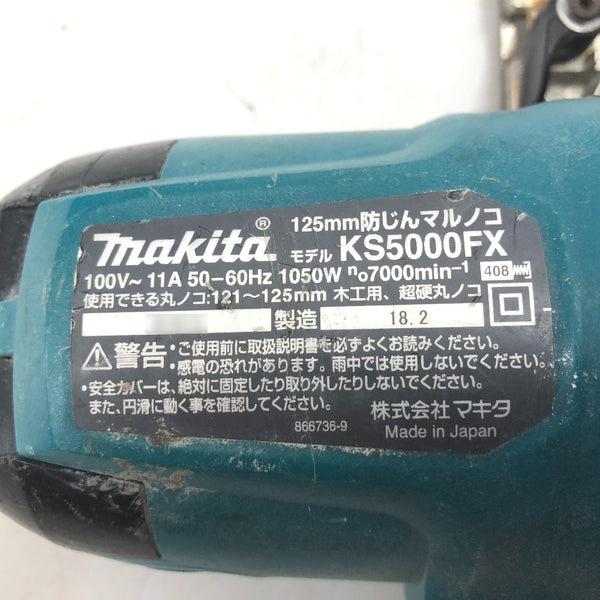 makita ® 125mm防じんマルノコ
モデル KS5000FX
100V~ 11A 50-60Hz 1050W n₀7000min⁻¹ 408
使用できる丸ノコ:121~125mm 木工用、超硬丸ノコ
製造 18.2
警告 ・ご使用前に取扱説明書を必ずよくお読みください。
・感電の恐れがあります。雨中では使用しないでください。
・安全カバーは、絶対に固定したり取り外したりしないでください。
また、円滑に動く事を確認してください。
株式会社 マキタ
866736-9 Made in Japan